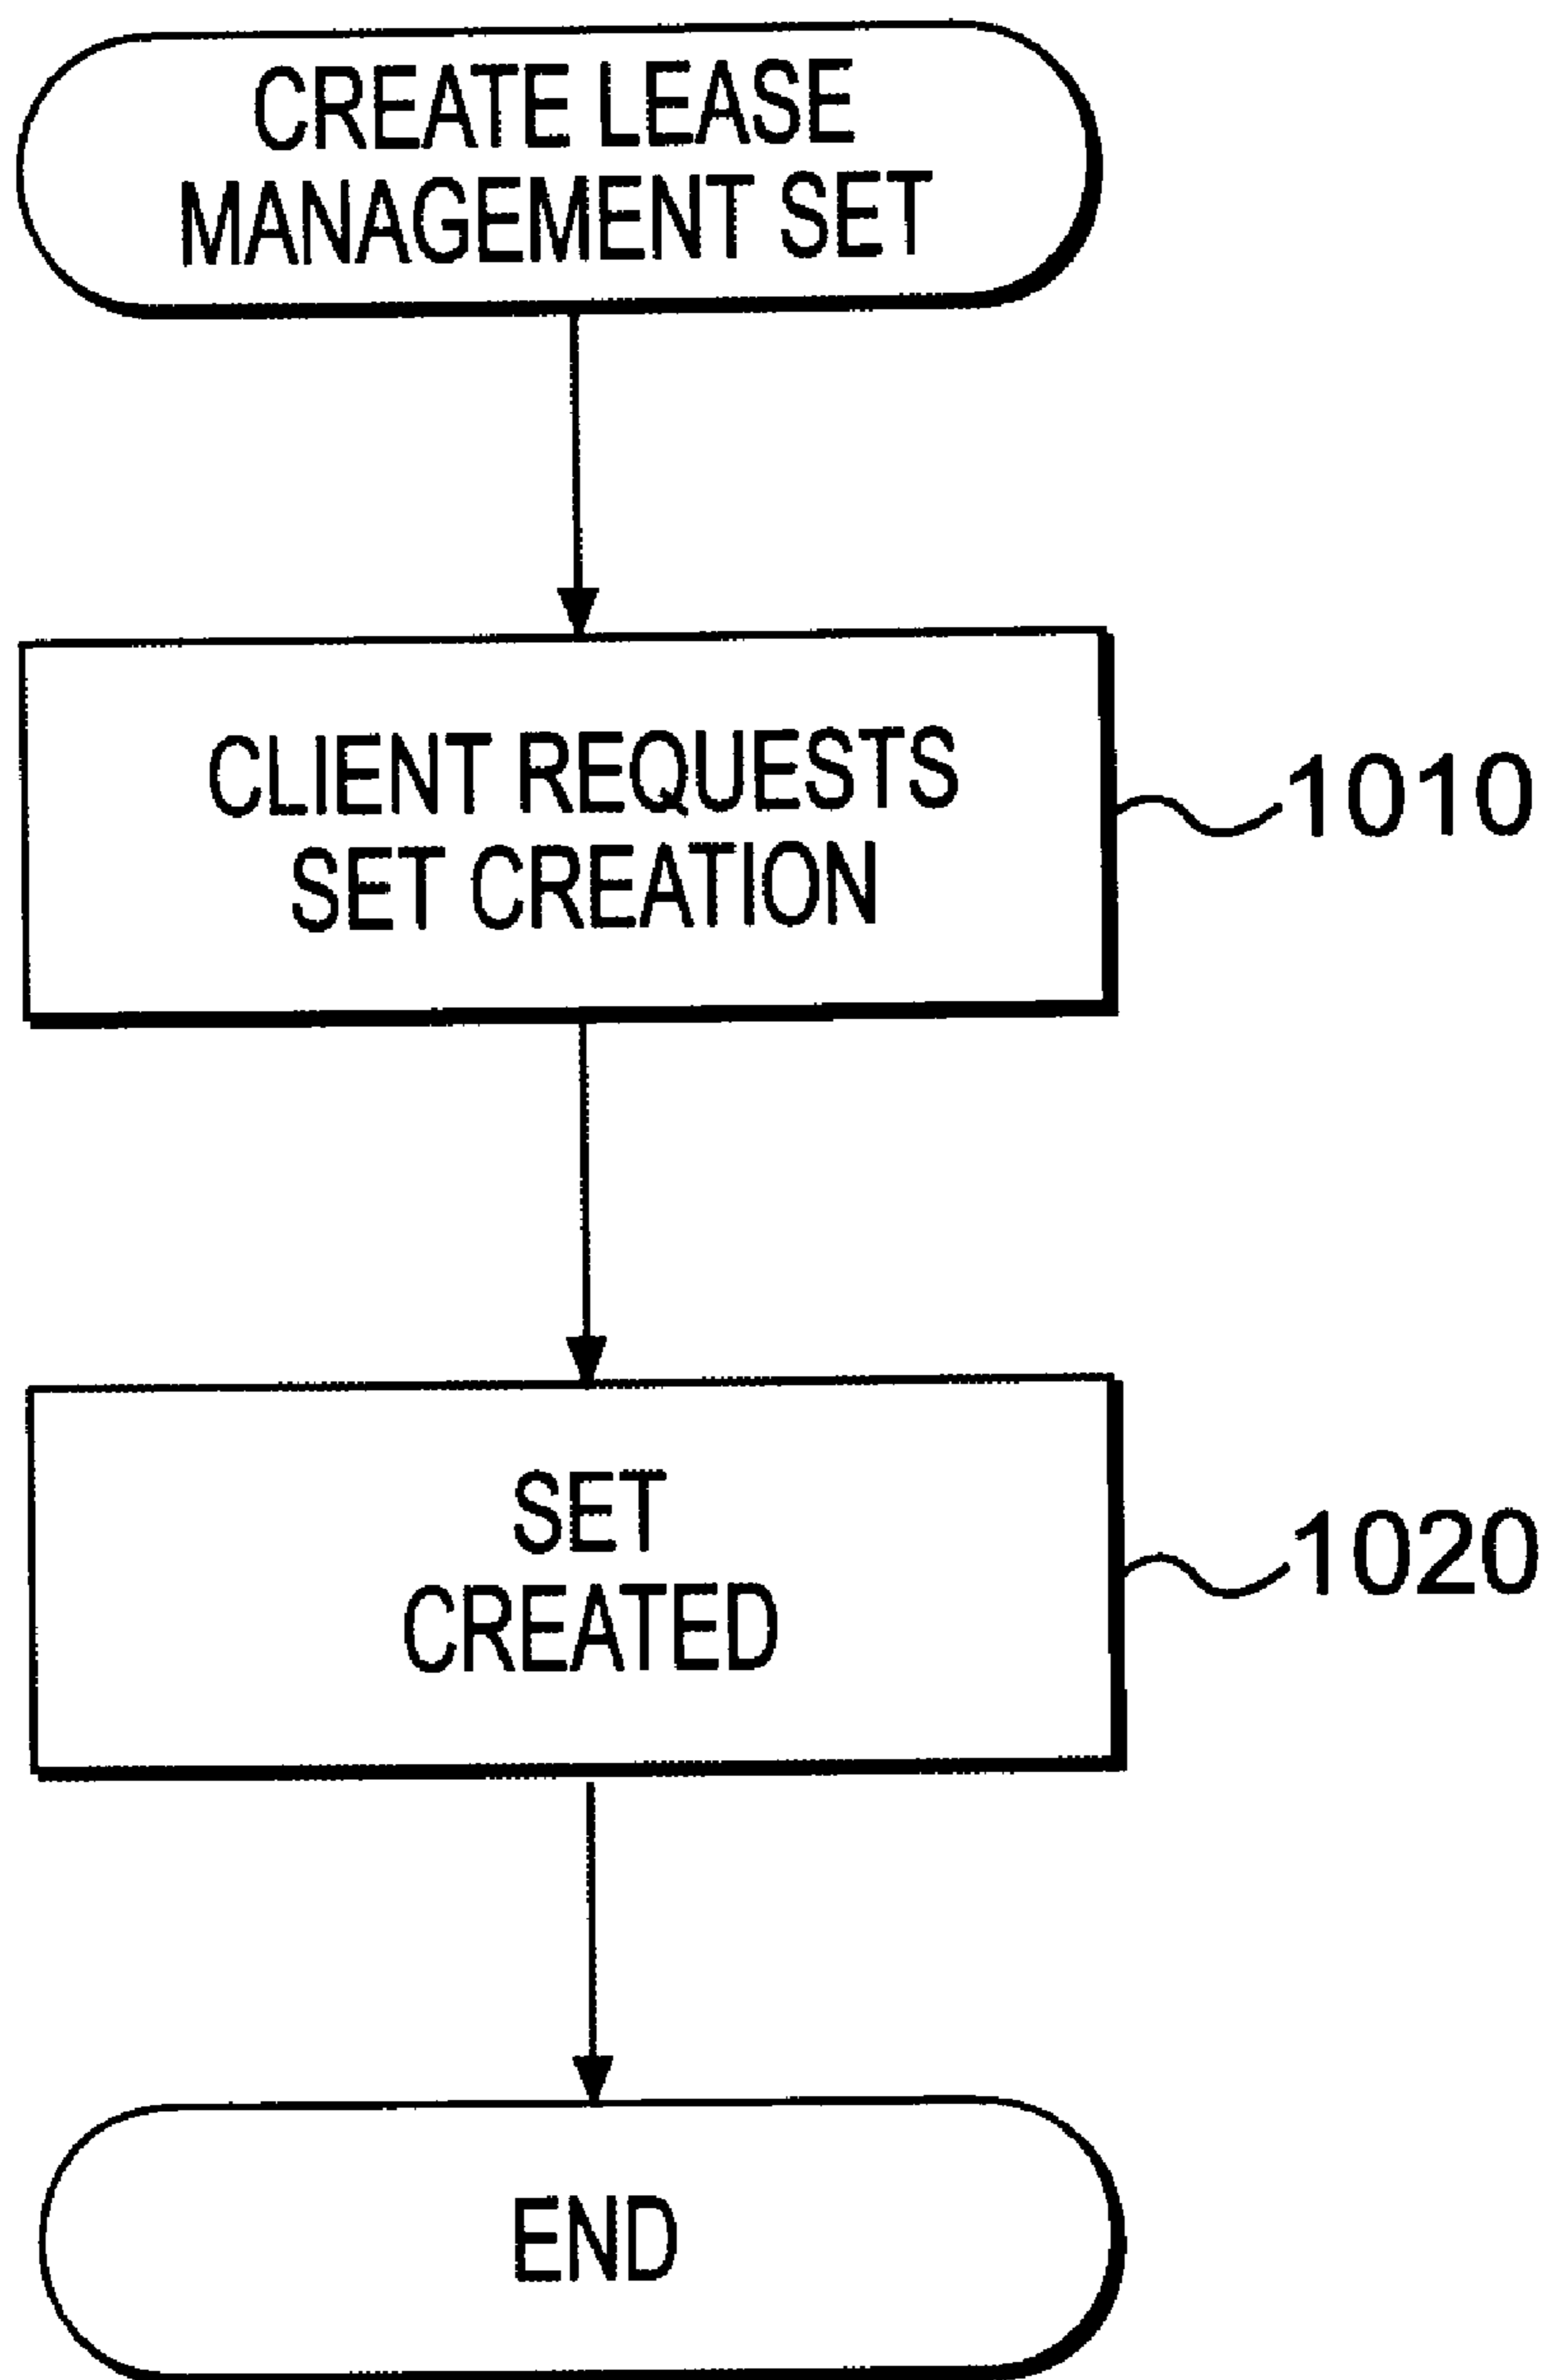 CREATE LEASE
MANAGEMENT SET
CLIENT REQUESTS
SET CREATION
1010
SET
CREATED
1020
END